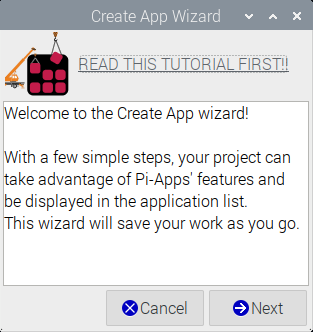 Create App Wizard
READ THIS TUTORIAL FIRST!!
Welcome to the Create App wizard!
With a few simple steps, your project can
take advantage of Pi-Apps' features and
be displayed in the application list.
This wizard will save your work as you go.
Cancel
Next